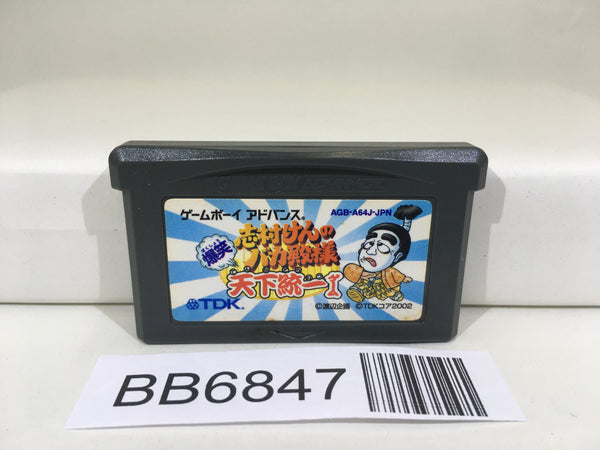 ゲームボーイ アドバンス®
AGB-A64J-JPN
志村けんの
爆笑
バカ殿様
天下統一
TDK®
©渡辺企画 ©TDKコア2002
BB6847